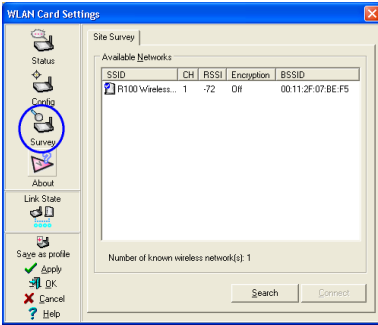 WLAN Card Settings
Status
Config
Survey
About
Link State
Save as profile
Apply
OK
Cancel
Help
Site Survey
Available Networks
SSID CH RSSI Encryption BSSID
R100 Wireless... 1 -72 Off 00:11:2F:07:BE:F5
Number of known wireless network(s): 1
Search Connect